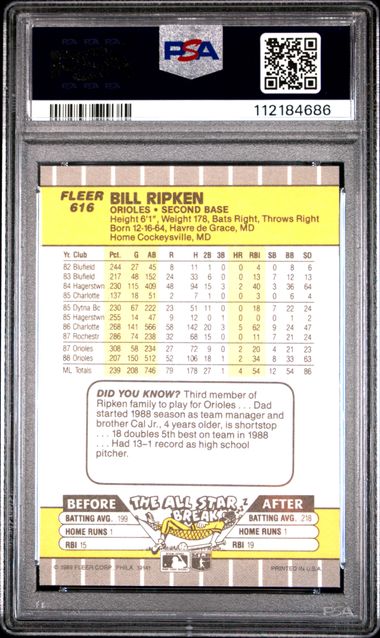 PSA
112184686
FLEER
616
BILL RIPKEN
ORIOLES • SECOND BASE
Height 6'1", Weight 178, Bats Right, Throws Right
Born 12-16-64, Havre de Grace, MD
Home Cockeysville, MD
Yr. Club Pct. G AB R H 2B 3B HR RBI SB BB SO
82 Blufield 244 27 45 8 11 1 0 0 4 0 8 6
83 Blufield 217 48 152 24 33 6 0 0 13 7 12 13
84 Hagerstwn 230 115 409 48 94 15 3 2 40 3 36 64
85 Charlotte 137 18 51 2 7 1 0 0 3 0 6 4
85 Dytna Bc 230 67 222 23 51 11 0 0 18 7 22 24
85 Hagerstwn 255 14 47 9 12 0 1 0 0 0 1 2
86 Charlotte 268 141 566 58 142 20 3 5 62 9 24 47
87 Rochestr 286 74 238 32 68 15 0 0 11 7 21 24
87 Orioles 308 58 234 27 72 9 0 2 20 4 21 23
88 Orioles 207 150 512 52 106 18 1 2 34 8 33 63
ML Totals 239 208 746 79 178 27 1 4 54 12 54 86
DID YOU KNOW? Third member of
Ripken family to play for Orioles . . . Dad
started 1988 season as team manager and
brother Cal Jr., 4 years older, is shortstop
. . . 18 doubles 5th best on team in 1988
. . . Had 13–1 record as high school
pitcher.
BEFORE THE ALL STAR BREAK AFTER
BATTING AVG. 199 BATTING AVG. 218
HOME RUNS 1 HOME RUNS 1
RBI 15 RBI 19
© 1989 FLEER CORP., PHILA. 19141 PRINTED IN U.S.A.
PSA